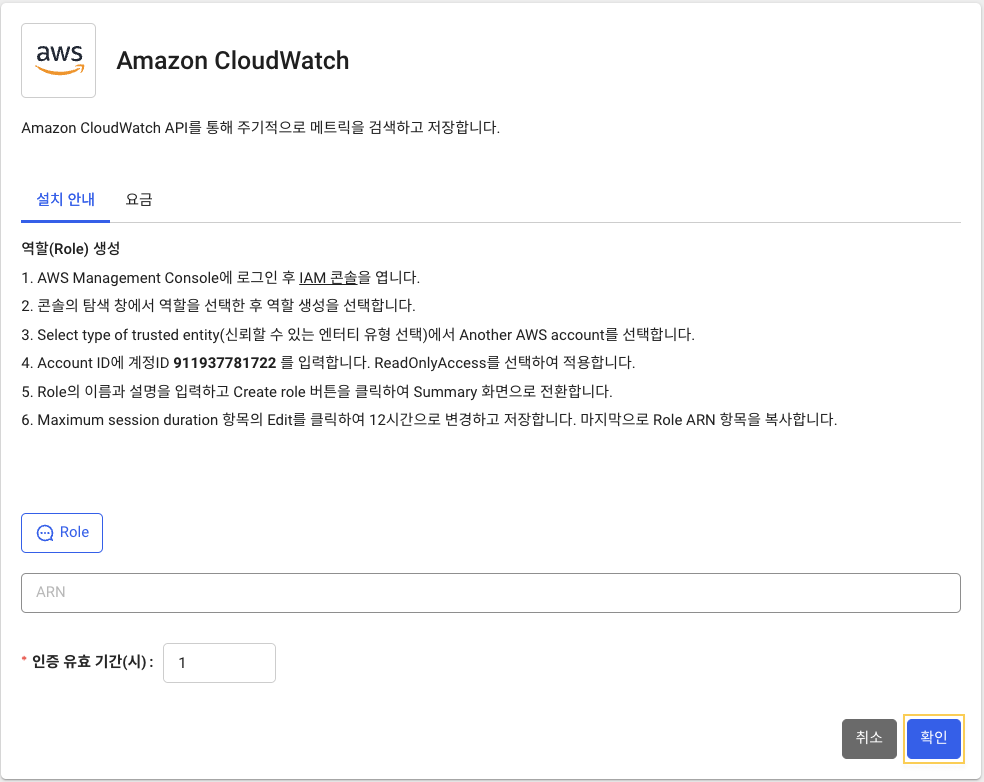 aws
Amazon CloudWatch
Amazon CloudWatch API를 통해 주기적으로 메트릭을 검색하고 저장합니다.
설치 안내 요금
역할(Role) 생성
1. AWS Management Console에 로그인 후 IAM 콘솔을 엽니다.
2. 콘솔의 탐색 창에서 역할을 선택한 후 역할 생성을 선택합니다.
3. Select type of trusted entity(신뢰할 수 있는 엔터티 유형 선택)에서 Another AWS account를 선택합니다.
4. Account ID에 계정ID 911937781722 를 입력합니다. ReadOnlyAccess를 선택하여 적용합니다.
5. Role의 이름과 설명을 입력하고 Create role 버튼을 클릭하여 Summary 화면으로 전환합니다.
6. Maximum session duration 항목의 Edit를 클릭하여 12시간으로 변경하고 저장합니다. 마지막으로 Role ARN 항목을 복사합니다.
Role
ARN
* 인증 유효 기간(시) : 1
취소 확인